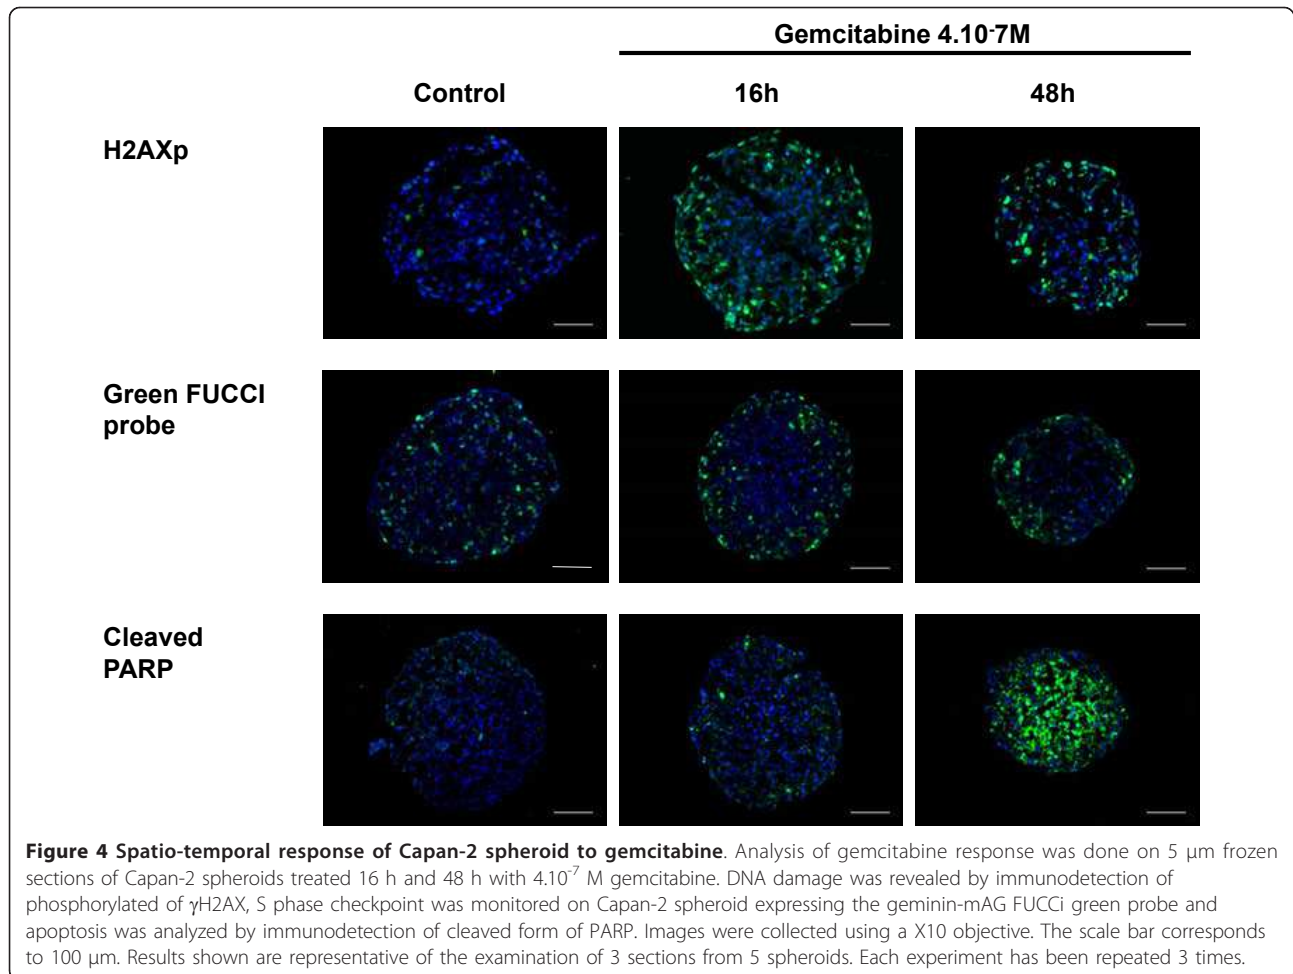 Gemcitabine 4.10-7M
Control 16h 48h
H2AXp
Green FUCCI
probe
Cleaved
PARP
Figure 4 Spatio-temporal response of Capan-2 spheroid to gemcitabine. Analysis of gemcitabine response was done on 5 μm frozen
sections of Capan-2 spheroids treated 16 h and 48 h with 4.10⁻⁷ M gemcitabine. DNA damage was revealed by immunodetection of
phosphorylated of γH2AX, S phase checkpoint was monitored on Capan-2 spheroid expressing the geminin-mAG FUCCi green probe and
apoptosis was analyzed by immunodetection of cleaved form of PARP. Images were collected using a X10 objective. The scale bar corresponds
to 100 μm. Results shown are representative of the examination of 3 sections from 5 spheroids. Each experiment has been repeated 3 times.